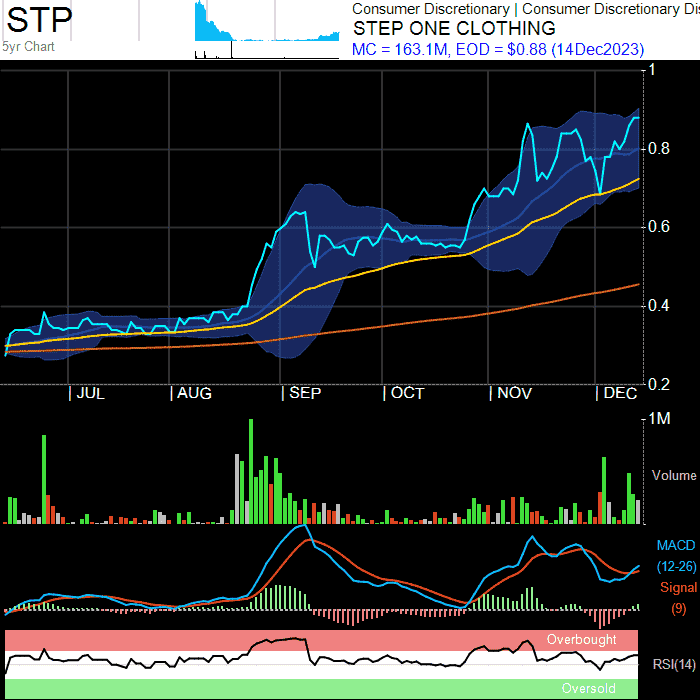 STP
5yr Chart
Consumer Discretionary | Consumer Discretionary Dis
STEP ONE CLOTHING
MC = 163.1M, EOD = $0.88 (14Dec2023)
1
0.8
0.6
0.4
0.2
| JUL | AUG | SEP | OCT | NOV | DEC
1M
Volume
MACD
(12-26)
Signal
(9)
Overbought
RSI(14)
Oversold